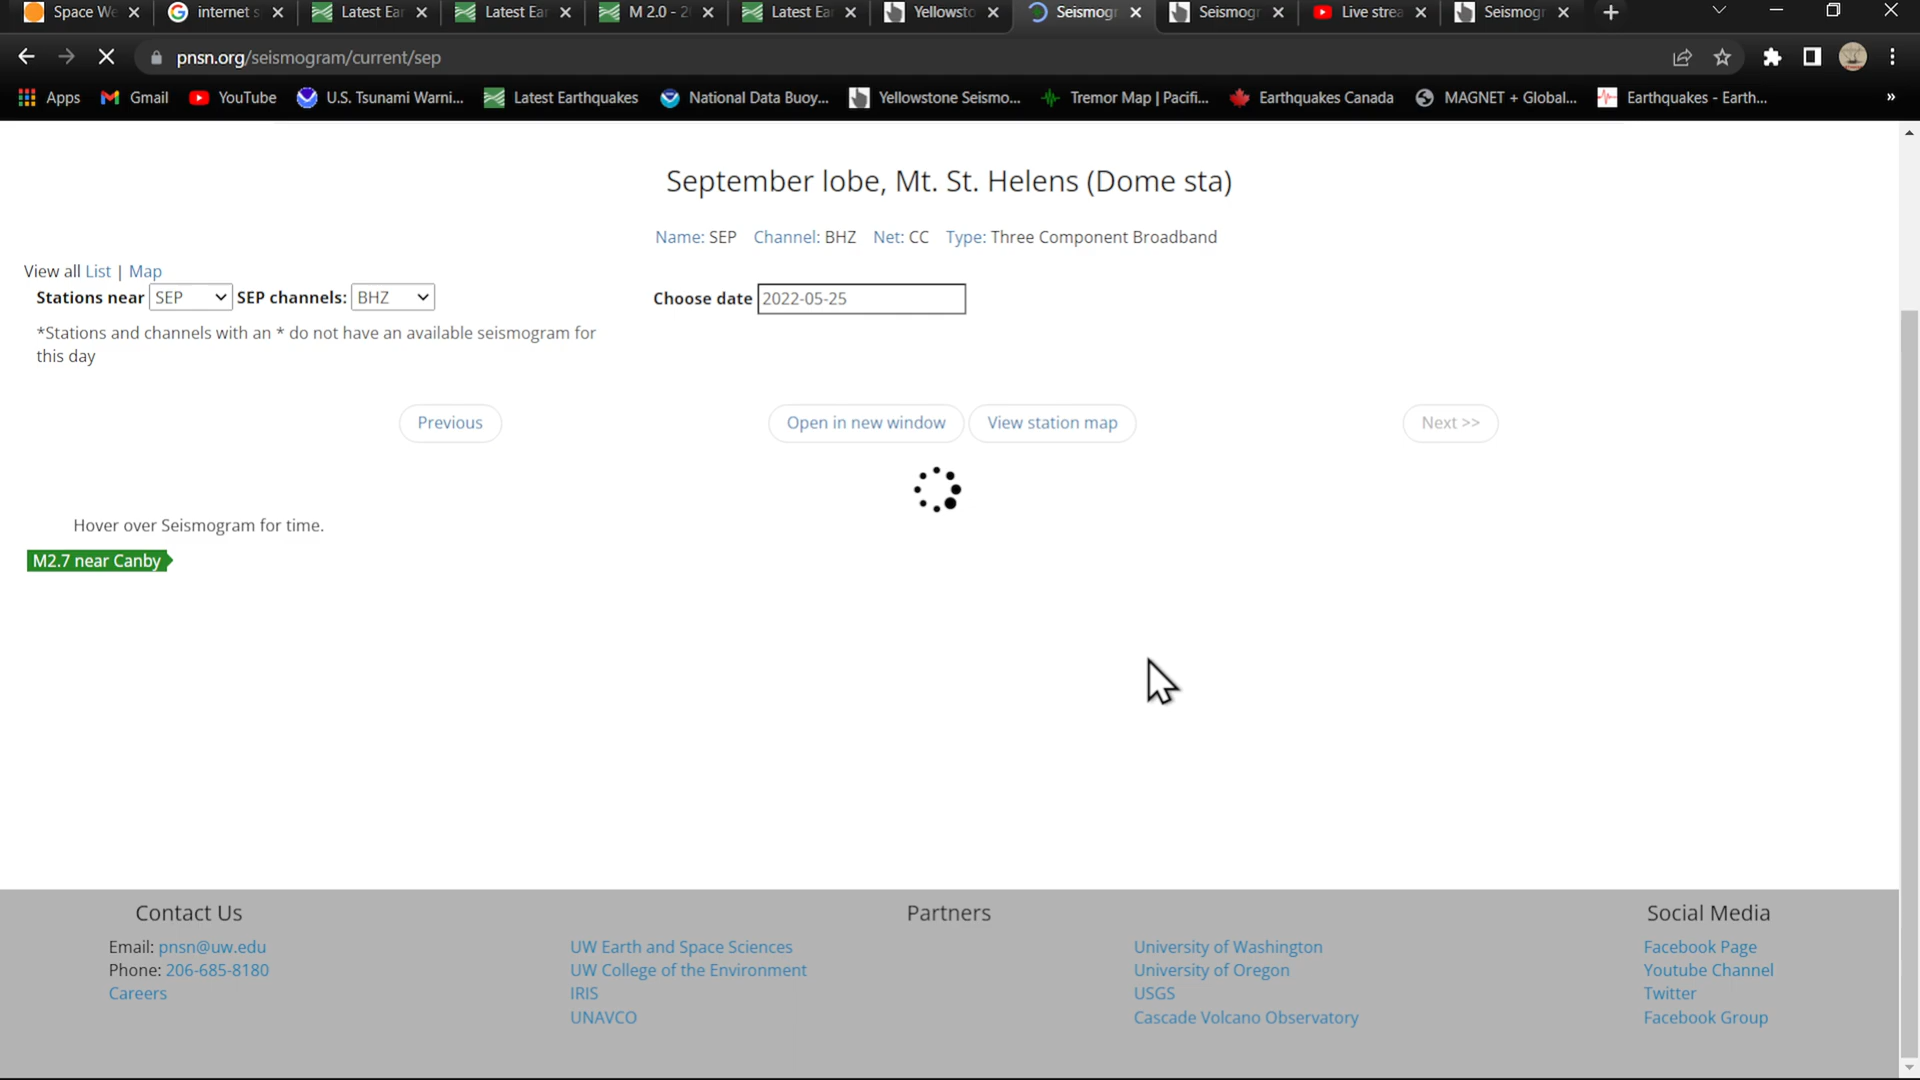 Space We
internet s
Latest Ear
Latest Ear
M 2.0 - 2
Latest Ea
Yellowsto
Seismogr
Seismogr
Live strea
Seismogr
pnsn.org/seismogram/current/sep
Apps Gmail YouTube U.S. Tsunami Warni... Latest Earthquakes National Data Buoy... Yellowstone Seismo... Tremor Map | Pacifi... Earthquakes Canada MAGNET + Global... Earthquakes - Earth... »
September lobe, Mt. St. Helens (Dome sta)
Name: SEP Channel: BHZ Net: CC Type: Three Component Broadband
View all List | Map
Stations near SEP SEP channels: BHZ Choose date 2022-05-25
*Stations and channels with an * do not have an available seismogram for
this day
Previous Open in new window View station map Next >>
Hover over Seismogram for time.
M2.7 near Canby
Contact Us
Email: pnsn@uw.edu
Phone: 206-685-8180
Careers
Partners
UW Earth and Space Sciences
UW College of the Environment
IRIS
UNAVCO
University of Washington
University of Oregon
USGS
Cascade Volcano Observatory
Social Media
Facebook Page
Youtube Channel
Twitter
Facebook Group